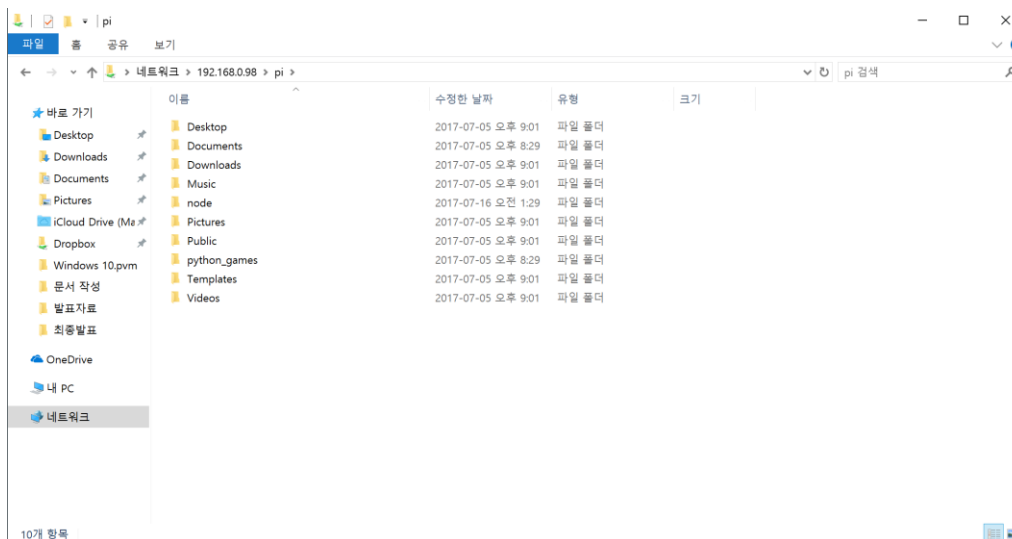 pi
파일 홈 공유 보기
네트워크 > 192.168.0.98 > pi >
pi 검색
이름 수정한 날짜 유형 크기
바로 가기
Desktop
Downloads
Documents
Pictures
iCloud Drive (Ma
Dropbox
Windows 10.pvm
문서 작성
발표자료
최종발표
OneDrive
내 PC
네트워크
Desktop 2017-07-05 오후 9:01 파일 폴더
Documents 2017-07-05 오후 8:29 파일 폴더
Downloads 2017-07-05 오후 9:01 파일 폴더
Music 2017-07-05 오후 9:01 파일 폴더
node 2017-07-16 오전 1:29 파일 폴더
Pictures 2017-07-05 오후 9:01 파일 폴더
Public 2017-07-05 오후 9:01 파일 폴더
python_games 2017-07-05 오후 8:29 파일 폴더
Templates 2017-07-05 오후 9:01 파일 폴더
Videos 2017-07-05 오후 9:01 파일 폴더
10개 항목